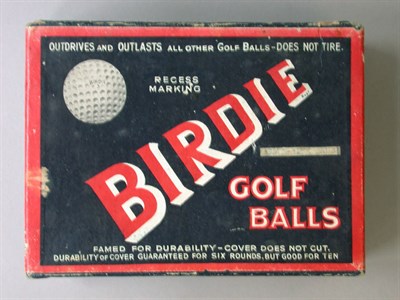 OUTDRIVES AND OUTLASTS ALL OTHER GOLF BALLS - DOES NOT TIRE.
RECESS
MARKING
BIRDIE
GOLF
BALLS
FAMED FOR DURABILITY - COVER DOES NOT CUT.
DURABILITY OF COVER GUARANTEED FOR SIX ROUNDS, BUT GOOD FOR TEN